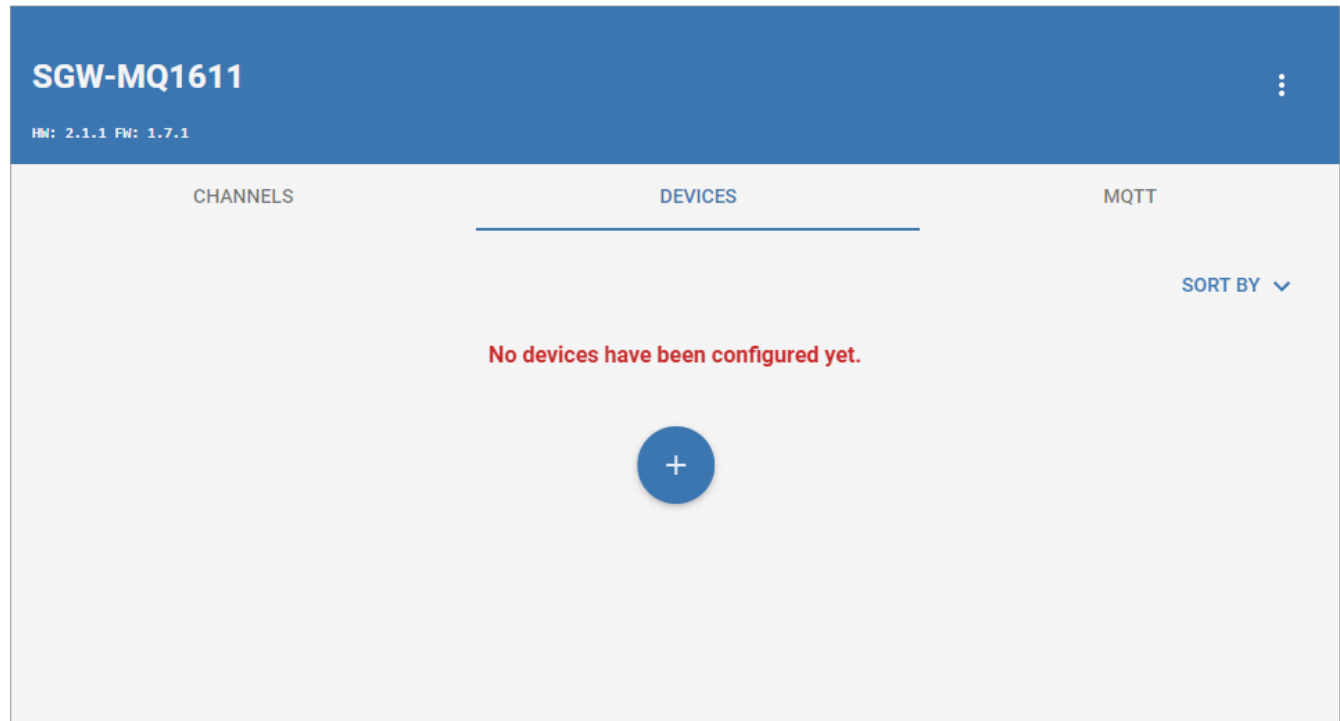 SGW-MQ1611
HW: 2.1.1 FW: 1.7.1
CHANNELS DEVICES MQTT
SORT BY
No devices have been configured yet.
+